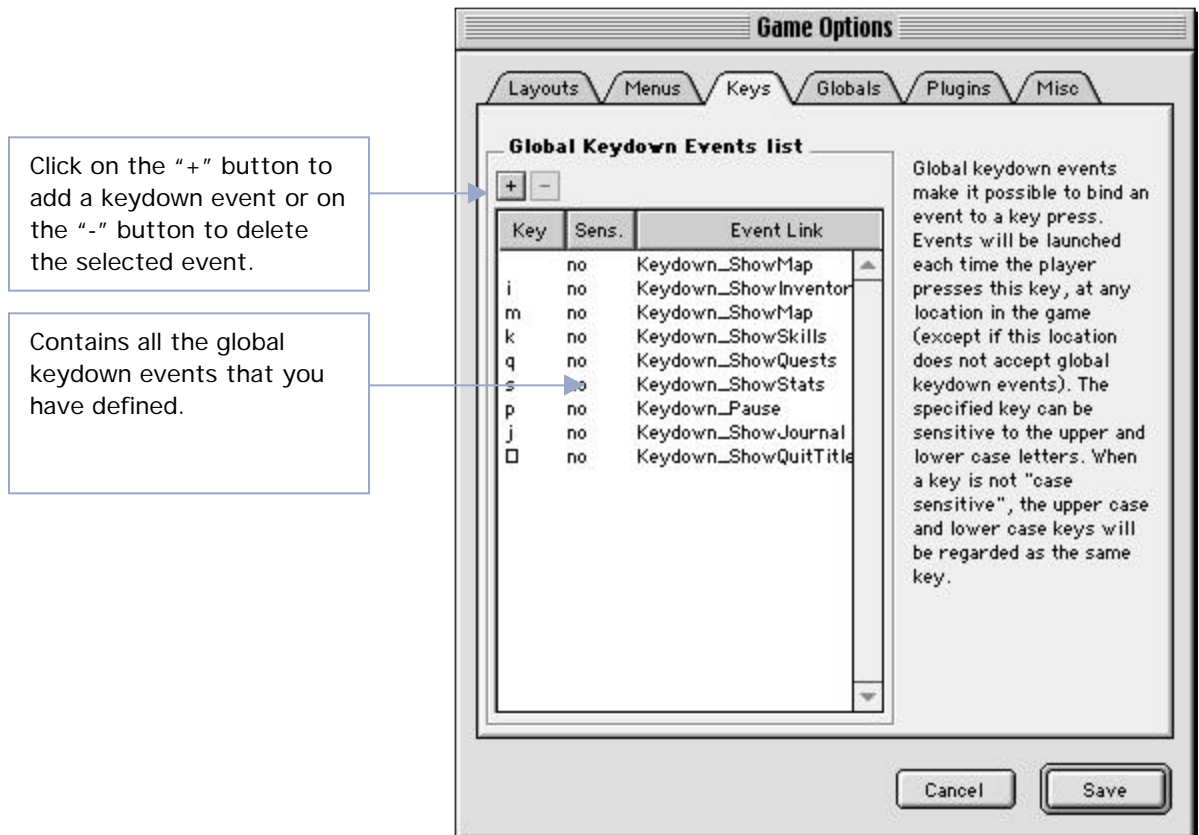 Game Options
Layouts Menus Keys Globals Plugins Misc
Click on the "+" button to
add a keydown event or on
the "-" button to delete
the selected event.
Contains all the global
keydown events that you
have defined.
Global Keydown Events list
+ -
Key Sens. Event Link
no Keydown_ShowMap
i no Keydown_ShowInventor
m no Keydown_ShowMap
k no Keydown_ShowSkills
q no Keydown_ShowQuests
s no Keydown_ShowStats
p no Keydown_Pause
j no Keydown_ShowJournal
□ no Keydown_ShowQuitTitle
Global keydown events
make it possible to bind an
event to a key press.
Events will be launched
each time the player
presses this key, at any
location in the game
(except if this location
does not accept global
keydown events). The
specified key can be
sensitive to the upper and
lower case letters. When
a key is not "case
sensitive", the upper case
and lower case keys will
be regarded as the same
key.
Cancel Save